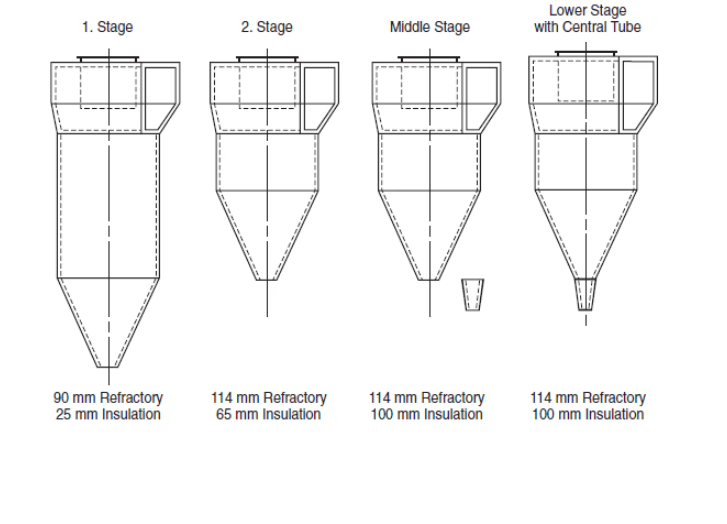 1. Stage
2. Stage
Middle Stage
Lower Stage
with Central Tube
90 mm Refractory
25 mm Insulation
114 mm Refractory
65 mm Insulation
114 mm Refractory
100 mm Insulation
114 mm Refractory
100 mm Insulation